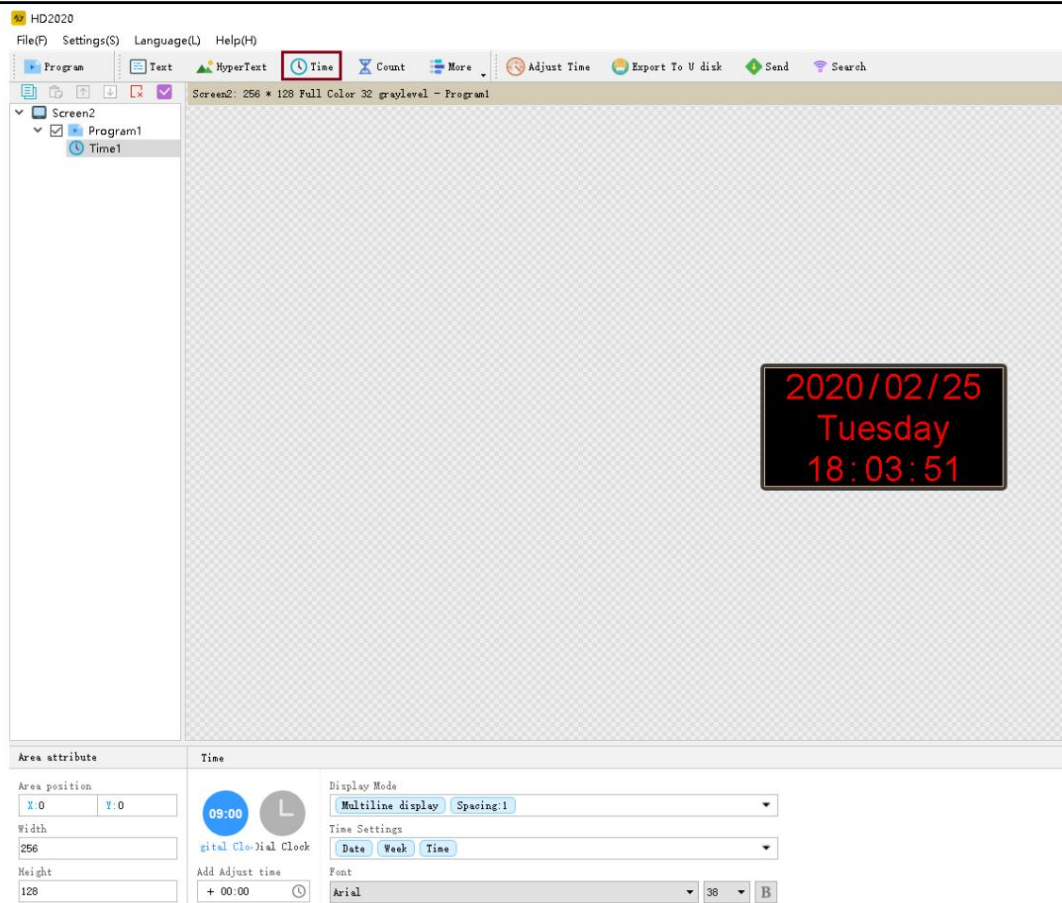 HD2020
File(F) Settings(S) Language(L) Help(H)
Program Text HyperText Time Count More Adjust Time Export To U disk Send Search
Screen2: 256 * 128 Full Color 32 graylevel - Program1
Screen2
Program1
Time1
2020/02/25
Tuesday
18:03:51
Area attribute Time
Area position Display Mode
X:0 Y:0 09:00 Multiline display Spacing:1
Width Time Settings
256 gital Clo- Dial Clock Date Week Time
Height Add Adjust time Font
128 + 00:00 Arial 38 B